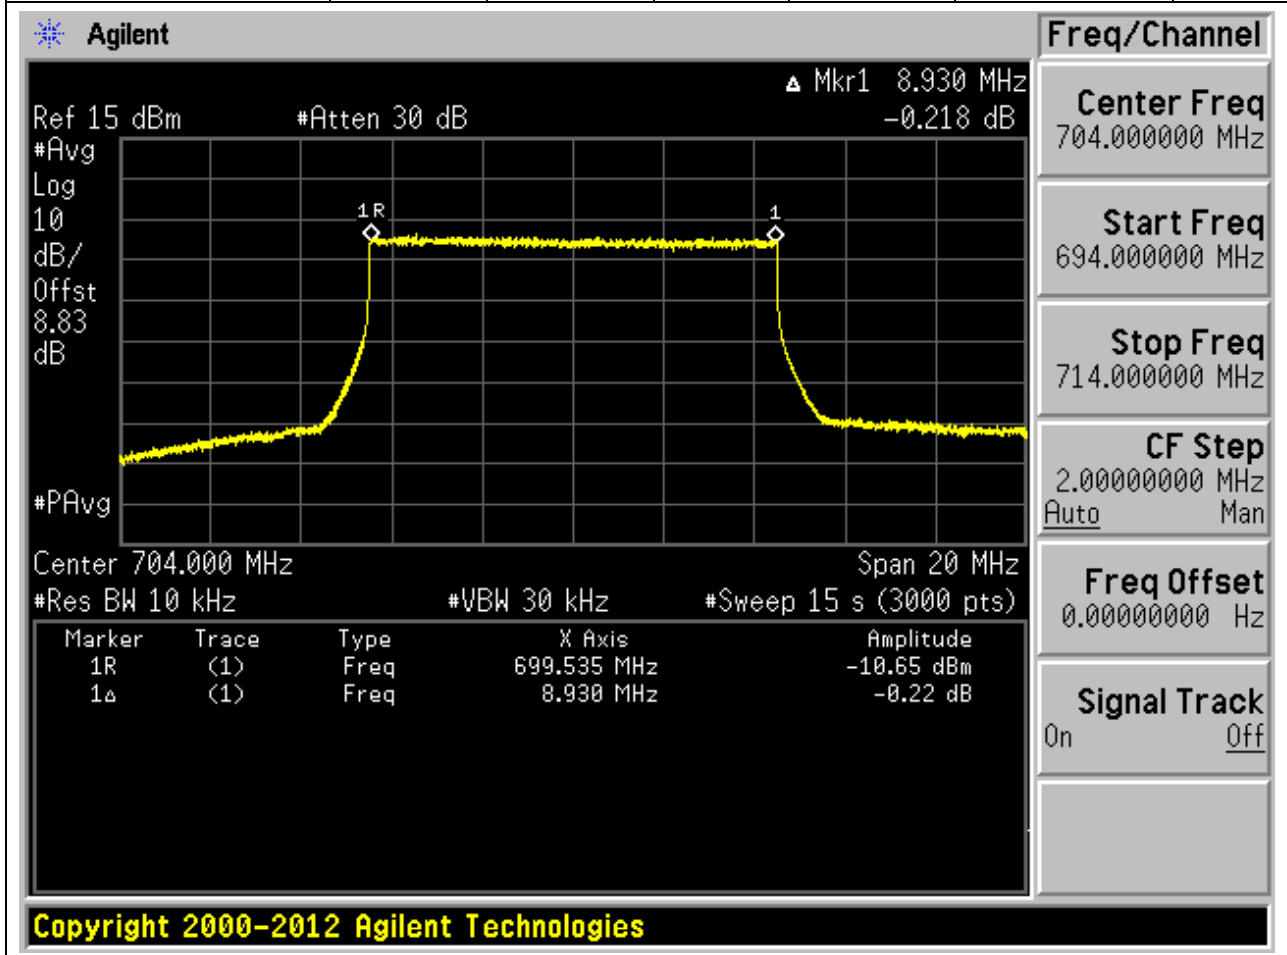 Agilent
Freq/Channel
Δ Mkr1 8.930 MHz
Ref 15 dBm #Atten 30 dB -0.218 dB
#Avg
Log
10
dB/
Offst
8.83
dB
1R
1
#PAvg
Center 704.000 MHz Span 20 MHz
#Res BW 10 kHz #VBW 30 kHz #Sweep 15 s (3000 pts)
Marker Trace Type X Axis Amplitude
1R (1) Freq 699.535 MHz -10.65 dBm
1Δ (1) Freq 8.930 MHz -0.22 dB
Center Freq
704.000000 MHz
Start Freq
694.000000 MHz
Stop Freq
714.000000 MHz
CF Step
2.00000000 MHz
Auto Man
Freq Offset
0.00000000 Hz
Signal Track
On Off
Copyright 2000-2012 Agilent Technologies